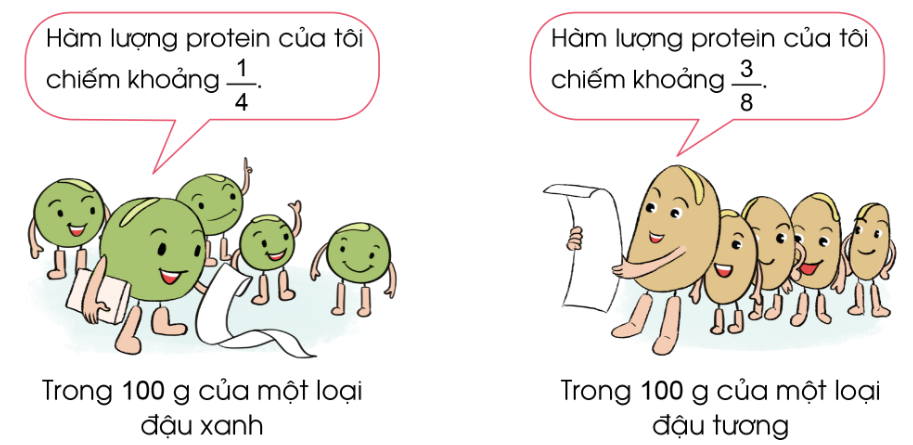 Hàm lượng protein của tôi
chiếm khoảng 1/4.
Hàm lượng protein của tôi
chiếm khoảng 3/8.
Trong 100 g của một loại
đậu xanh
Trong 100 g của một loại
đậu tương